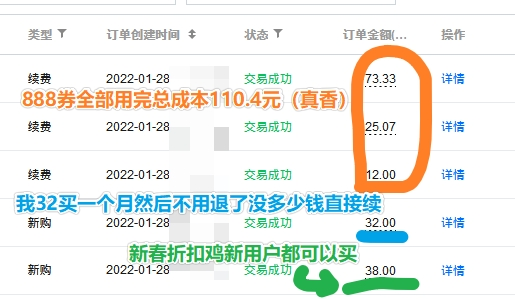 类型 订单创建时间 状态 订单金额(... 操作
续费 2022-01-28 交易成功 73.33 详情
888券全部用完总成本110.4元（真香）
续费 2022-01-28 交易成功 25.07 详情
续费 2022-01-28 交易成功 12.00 详情
我32买一个月然后不用退了没多少钱直接续
新购 2022-01-28 交易成功 32.00 详情
新春折扣鸡新用户都可以买
新购 2022-01-28 交易成功 38.00 详情